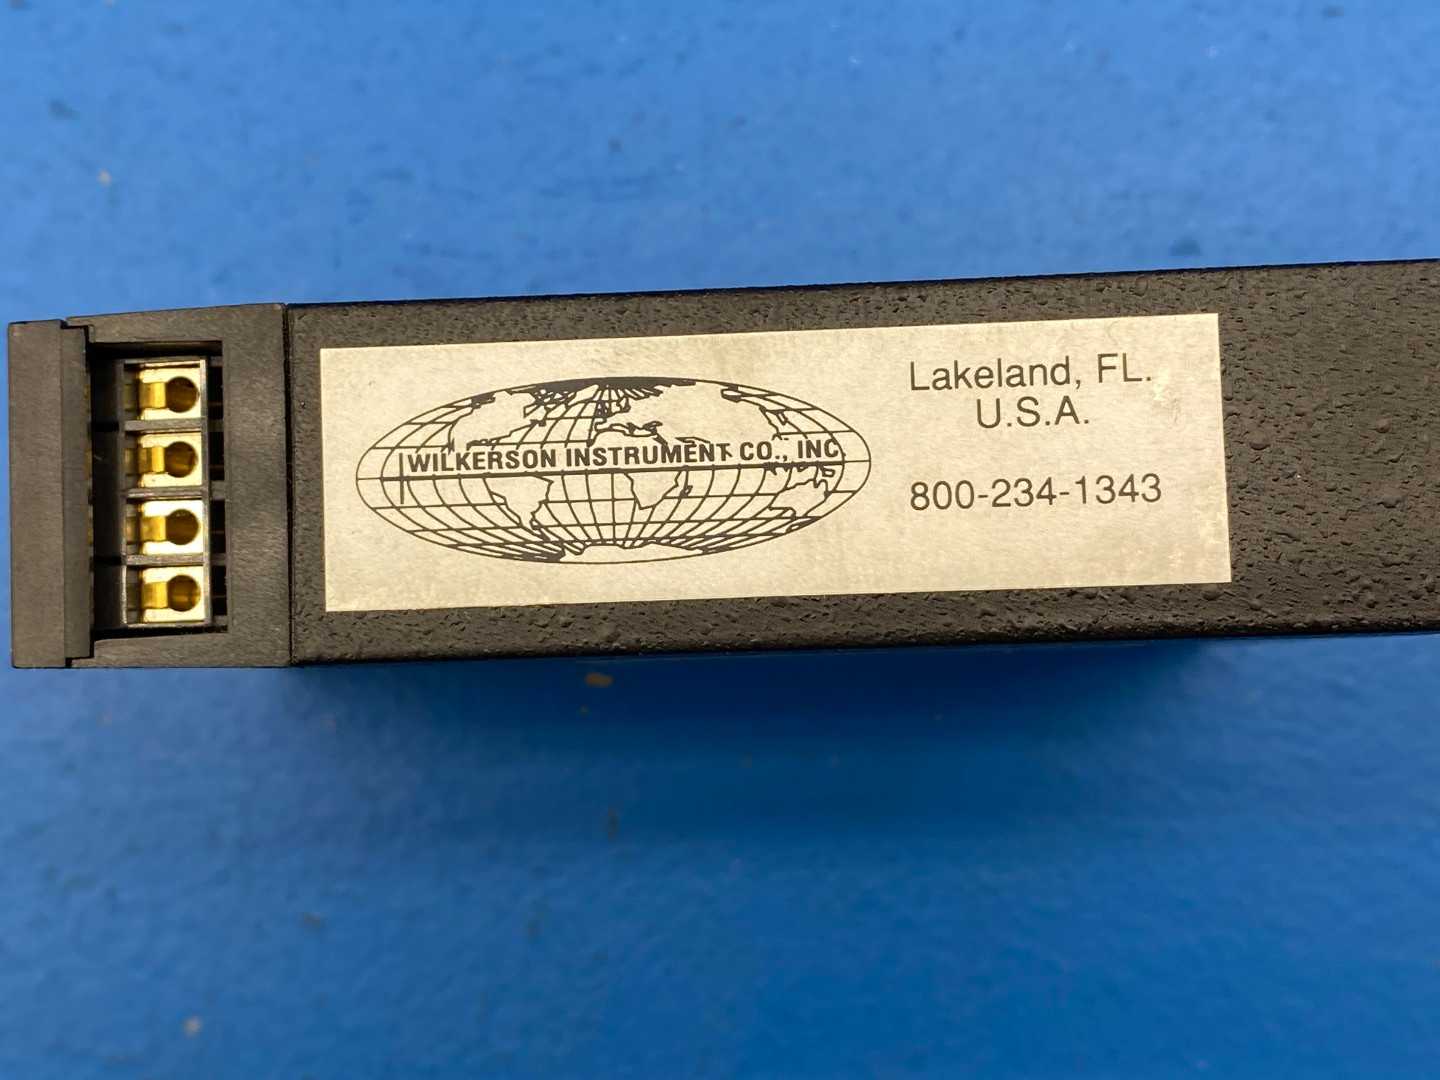 WILKERSON INSTRUMENT CO., INC
Lakeland, FL.
U.S.A.
800-234-1343